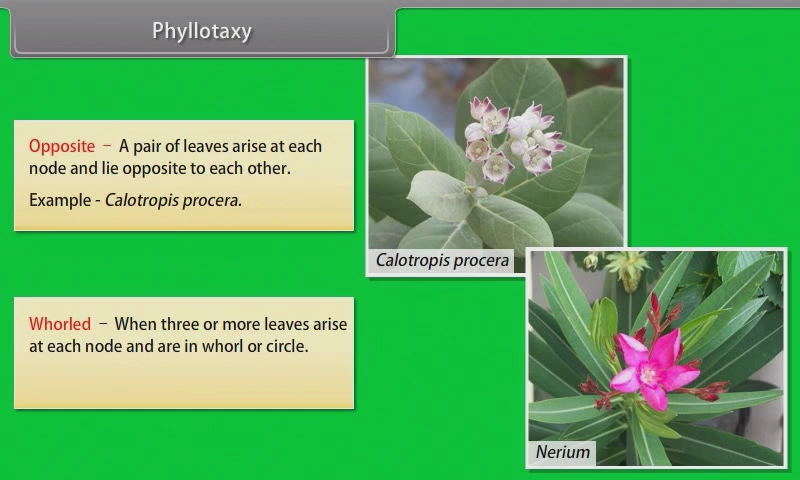 Phyllotaxy
Opposite – A pair of leaves arise at each
node and lie opposite to each other.
Example - Calotropis procera.
Calotropis procera
Whorled – When three or more leaves arise
at each node and are in whorl or circle.
Nerium